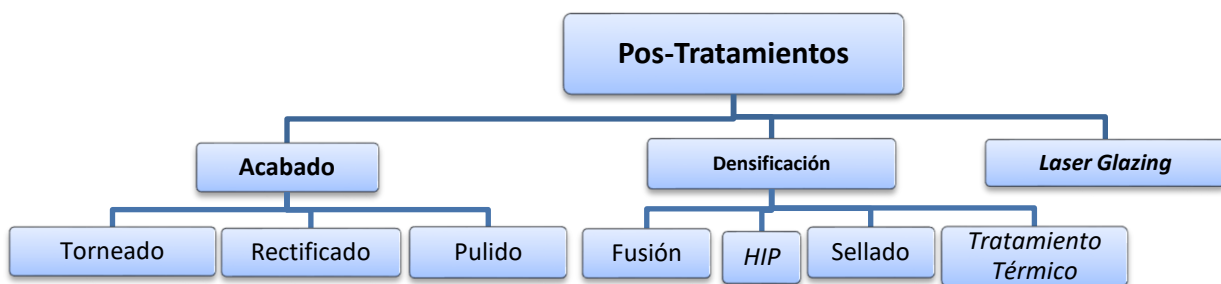 Pos-Tratamientos
Acabado
Densificación
Laser Glazing
Torneado
Rectificado
Pulido
Fusión
HIP
Sellado
Tratamiento
Térmico